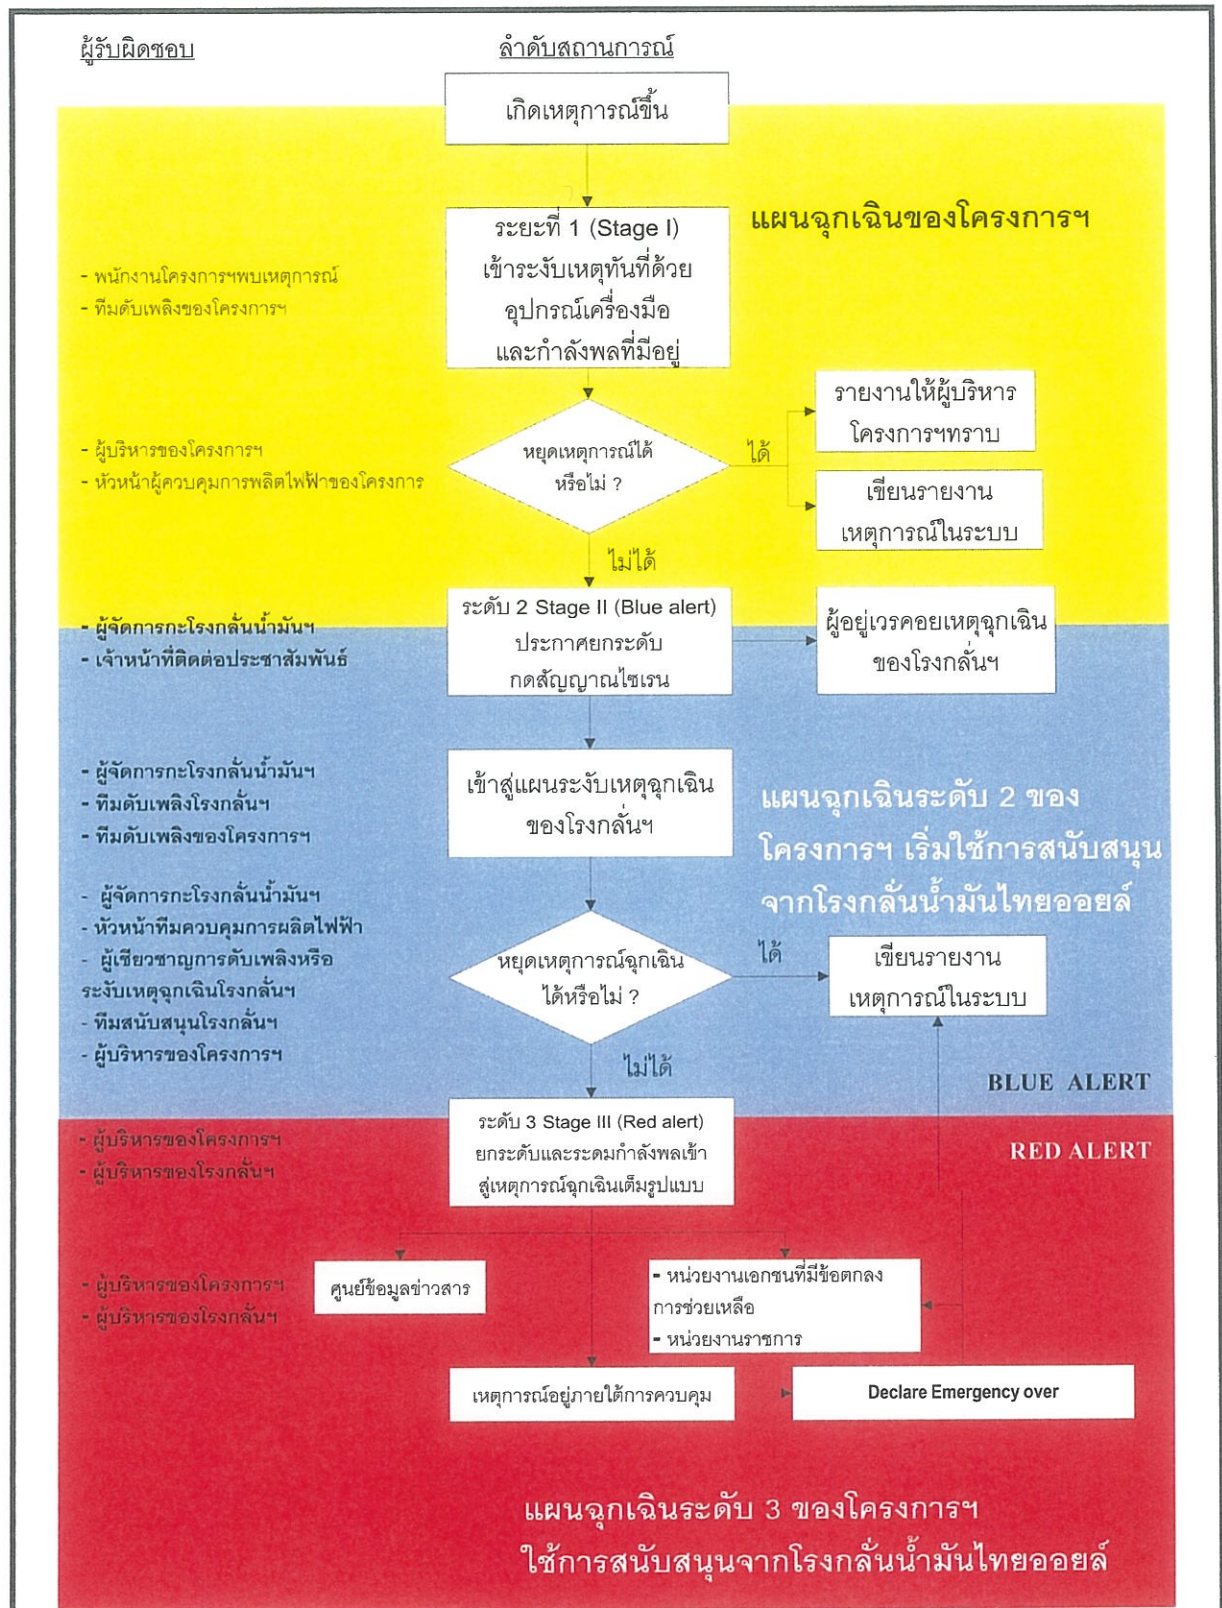 ผู้รับผิดชอบ
ลำดับสถานการณ์
เกิดเหตุการณ์ขึ้น
แผนฉุกเฉินของโครงการฯ
ระยะที่ 1 (Stage I)
เข้าระงับเหตุทันที่ด้วย
อุปกรณ์เครื่องมือ
และกำลังพลที่มีอยู่
- พนักงานโครงการฯพบเหตุการณ์
- ทีมดับเพลิงของโครงการฯ
รายงานให้ผู้บริหาร
โครงการฯทราบ
- ผู้บริหารของโครงการฯ
- หัวหน้าผู้ควบคุมการผลิตไฟฟ้าของโครงการ
หยุดเหตุการณ์ได้
หรือไม่ ?
ได้
เขียนรายงาน
เหตุการณ์ในระบบ
ไม่ได้
- ผู้จัดการกะโรงกลั่นน้ำมันฯ
- เจ้าหน้าที่ติดต่อประชาสัมพันธ์
ระดับ 2 Stage II (Blue alert)
ประกาศยกระดับ
กดสัญญาณไซเรน
ผู้อยู่เวรคอยเหตุฉุกเฉิน
ของโรงกลั่นฯ
- ผู้จัดการกะโรงกลั่นน้ำมันฯ
- ทีมดับเพลิงโรงกลั่นฯ
- ทีมดับเพลิงของโครงการฯ
เข้าสู่แผนระงับเหตุฉุกเฉิน
ของโรงกลั่นฯ
แผนฉุกเฉินระดับ 2 ของ
โครงการฯ เริ่มใช้การสนับสนุน
จากโรงกลั่นน้ำมันไทยออยล์
- ผู้จัดการกะโรงกลั่นน้ำมันฯ
- หัวหน้าทีมควบคุมการผลิตไฟฟ้า
- ผู้เชียวชาญการดับเพลิงหรือ
ระงับเหตุฉุกเฉินโรงกลั่นฯ
- ทีมสนับสนุนโรงกลั่นฯ
- ผู้บริหารของโครงการฯ
หยุดเหตุการณ์ฉุกเฉิน
ได้หรือไม่ ?
ได้
เขียนรายงาน
เหตุการณ์ในระบบ
ไม่ได้
BLUE ALERT
RED ALERT
- ผู้บริหารของโครงการฯ
- ผู้บริหารของโรงกลั่นฯ
ระดับ 3 Stage III (Red alert)
ยกระดับและระดมกำลังพลเข้า
สู่เหตุการณ์ฉุกเฉินเต็มรูปแบบ
- ผู้บริหารของโครงการฯ
- ผู้บริหารของโรงกลั่นฯ
ศูนย์ข้อมูลข่าวสาร
- หน่วยงานเอกชนที่มีข้อตกลง
การช่วยเหลือ
- หน่วยงานราชการ
เหตุการณ์อยู่ภายใต้การควบคุม
Declare Emergency over
แผนฉุกเฉินระดับ 3 ของโครงการฯ
ใช้การสนับสนุนจากโรงกลั่นน้ำมันไทยออยล์